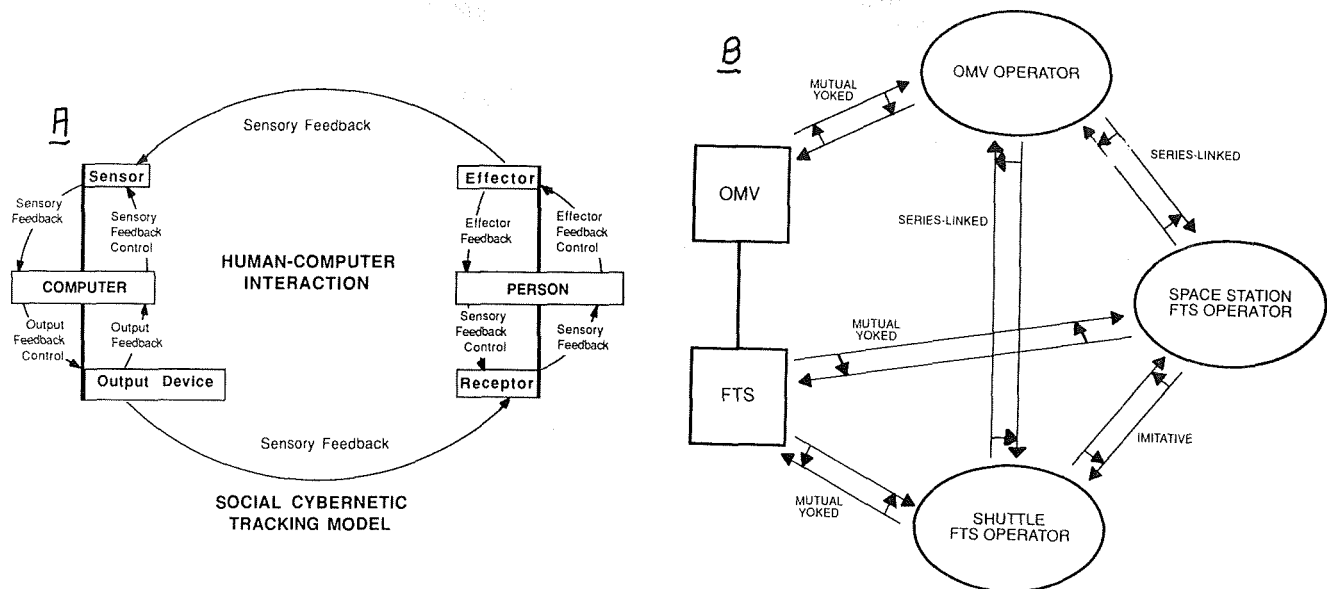 A
Sensory Feedback
Sensor
Effector
Sensory
Feedback
Sensory
Feedback
Control
Effector
Feedback
Effector
Feedback
Control
HUMAN-COMPUTER
INTERACTION
COMPUTER
PERSON
Output
Feedback
Control
Output
Feedback
Sensory
Feedback
Control
Sensory
Feedback
Output Device
Receptor
Sensory Feedback
SOCIAL CYBERNETIC
TRACKING MODEL
B
OMV OPERATOR
MUTUAL
YOKED
SERIES-LINKED
OMV
SERIES-LINKED
SPACE STATION
FTS OPERATOR
MUTUAL
YOKED
FTS
IMITATIVE
MUTUAL
YOKED
SHUTTLE
FTS OPERATOR